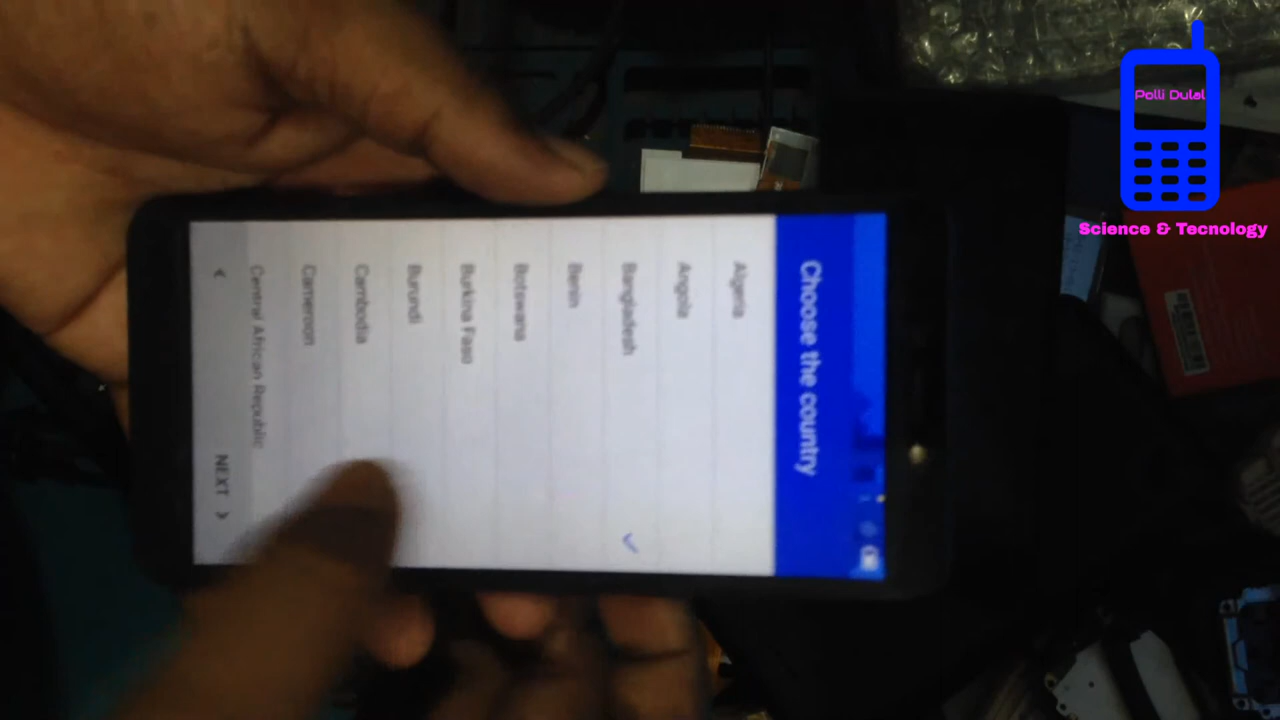 Choose the country
Algeria
Angola
Bangladesh
Benin
Botswana
Burkina Faso
Burundi
Cambodia
Cameroon
Central African Republic
NEXT
Polli Dulal
Science & Tecnology